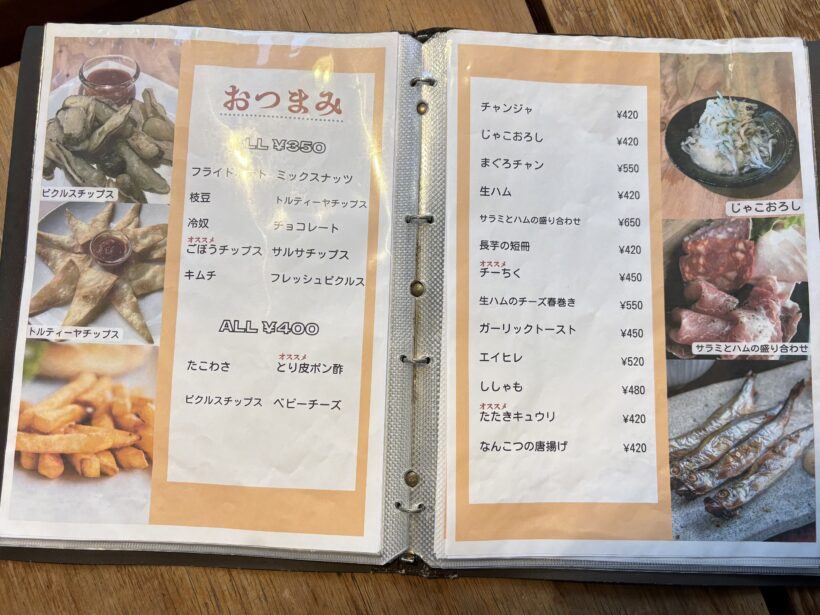 おつまみ
ALL ¥350
フライド ト ミックスナッツ
枝豆 トルティーヤチップス
冷奴 チョコレート
オススメ
ごぼうチップス サルサチップス
キムチ フレッシュピクルス
ALL ¥400
オススメ
たこわさ とり皮ポン酢
ピクルスチップス ベビーチーズ
ピクルスチップス
トルティーヤチップス
チャンジャ ¥420
じゃこおろし ¥420
まぐろチャン ¥550
生ハム ¥420
サラミとハムの盛り合わせ ¥650
長芋の短冊 ¥420
オススメ
チーちく ¥450
生ハムのチーズ春巻き ¥550
ガーリックトースト ¥450
エイヒレ ¥520
ししゃも ¥480
オススメ
たたきキュウリ ¥420
なんこつの唐揚げ ¥420
じゃこおろし
サラミとハムの盛り合わせ